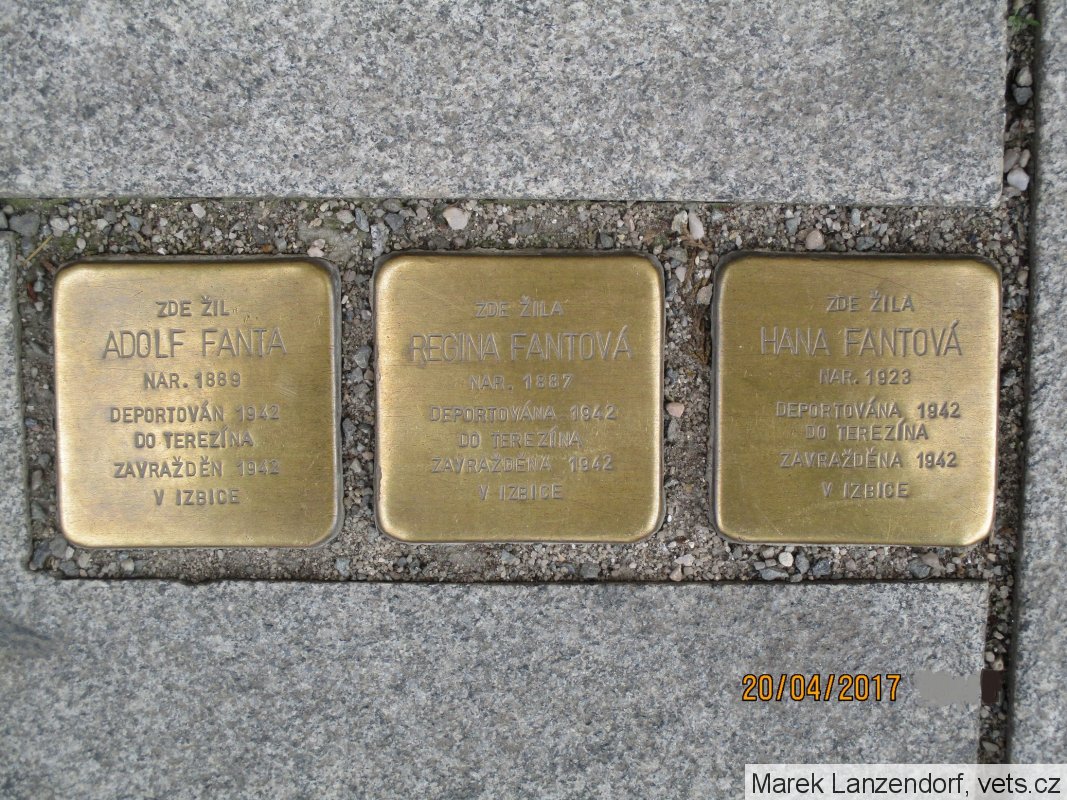 ZDE ŽIL
ADOLF FANTA
NAR. 1889
DEPORTOVÁN 1942
DO TEREZÍNA
ZAVRAŽDĚN 1942
V IZBICE
ZDE ŽILA
REGINA FANTOVÁ
NAR. 1887
DEPORTOVÁNA 1942
DO TEREZÍNA
ZAVRAŽDĚNA 1942
V IZBICE
ZDE ŽILA
HANA FANTOVÁ
NAR. 1923
DEPORTOVÁNA 1942
DO TEREZÍNA
ZAVRAŽDĚNA 1942
V IZBICE
20/04/2017
Marek Lanzendorf, vets.cz